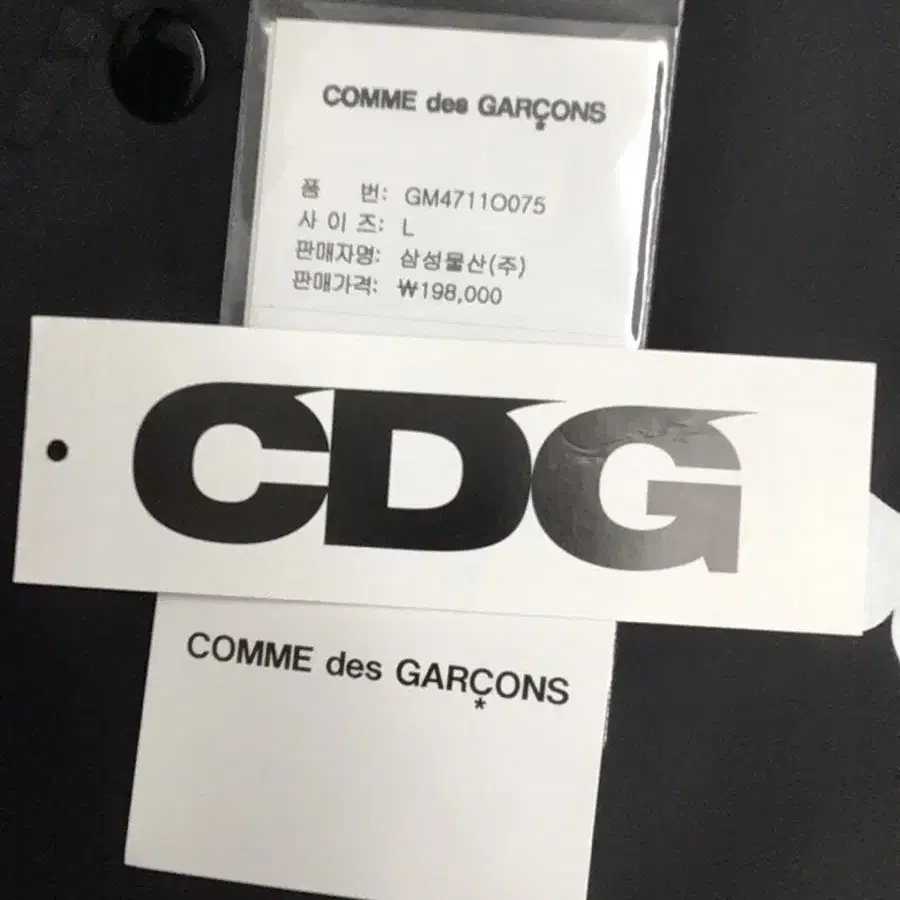 COMME des GARÇONS
*
품 번: GM4711O075
사 이 즈: L
판매자명: 삼성물산(주)
판매가격: ₩198,000
CDG
COMME des GARÇONS
*